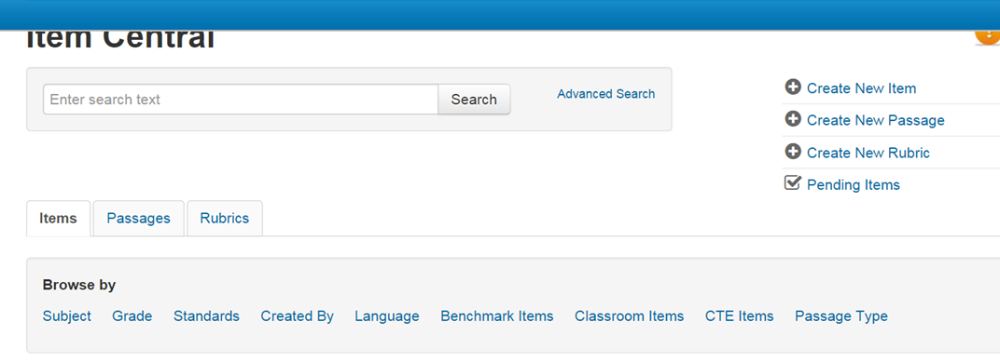 Item Central
Enter search text
Search
Advanced Search
Create New Item
Create New Passage
Create New Rubric
Pending Items
Items
Passages
Rubrics
Browse by
Subject Grade Standards Created By Language Benchmark Items Classroom Items CTE Items Passage Type